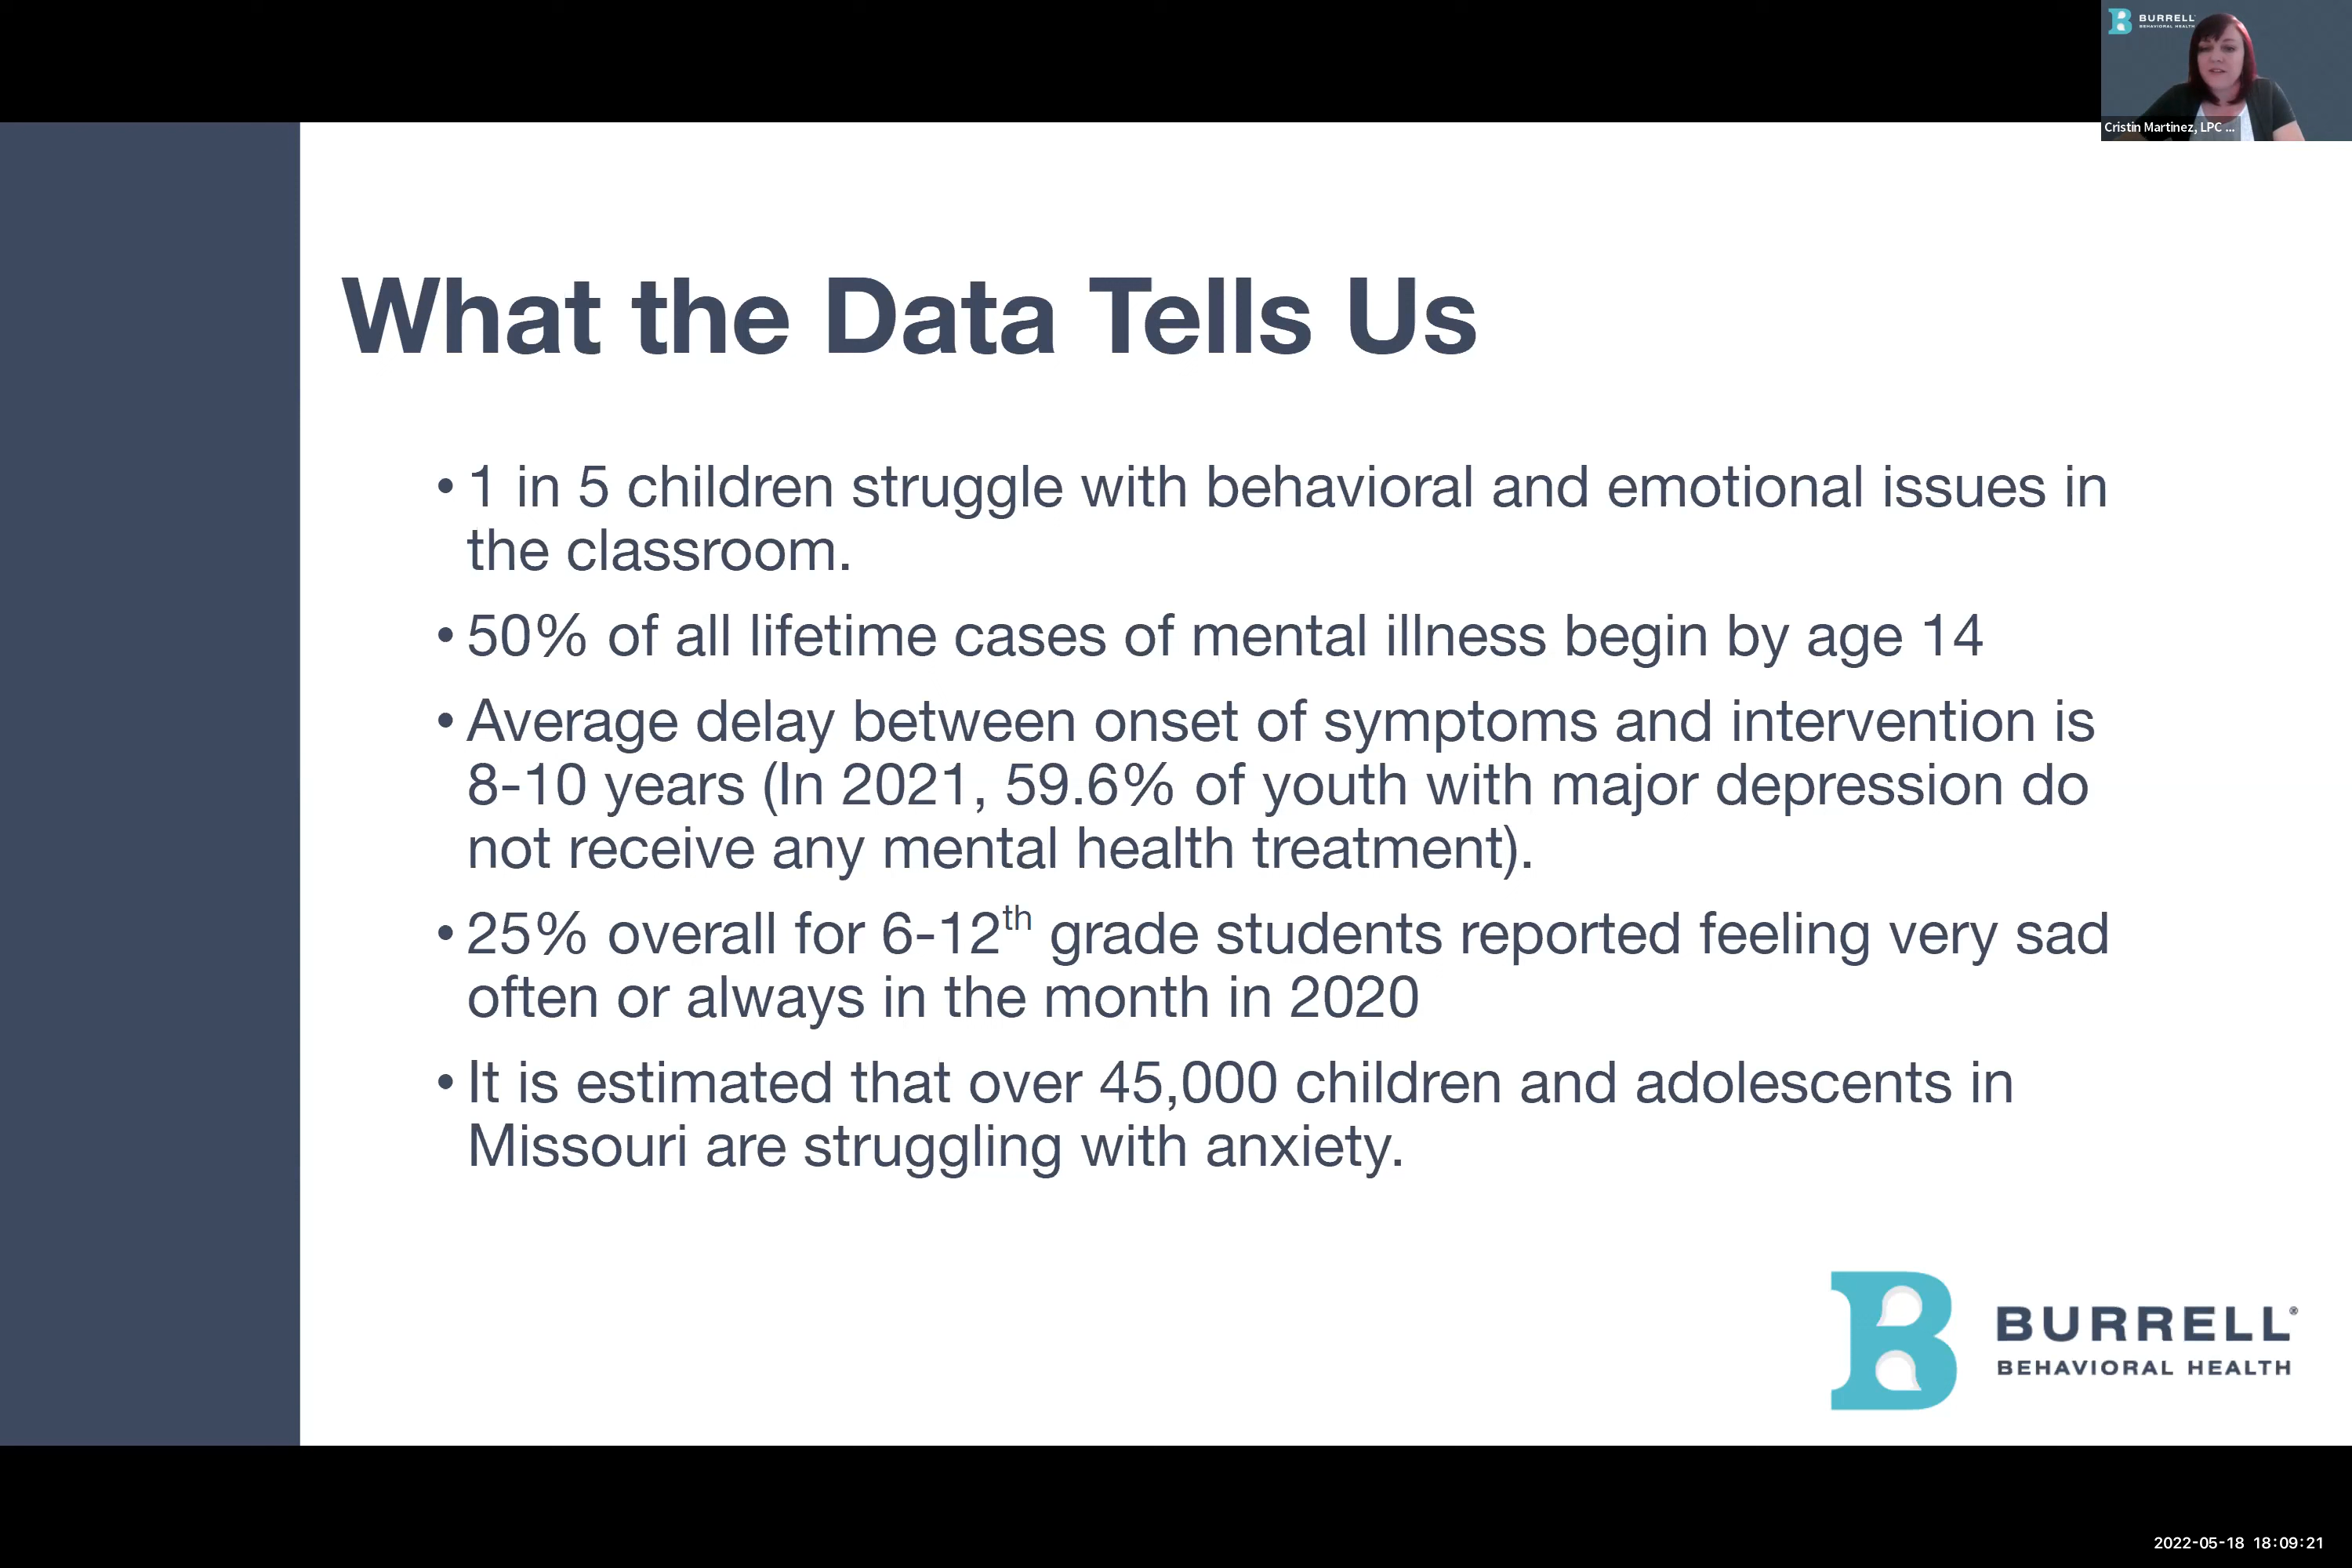 BURRELL
BEHAVIORAL HEALTH
Cristin Martinez, LPC ...
What the Data Tells Us
• 1 in 5 children struggle with behavioral and emotional issues in
the classroom.
• 50% of all lifetime cases of mental illness begin by age 14
• Average delay between onset of symptoms and intervention is
8-10 years (In 2021, 59.6% of youth with major depression do
not receive any mental health treatment).
• 25% overall for 6-12th grade students reported feeling very sad
often or always in the month in 2020
• It is estimated that over 45,000 children and adolescents in
Missouri are struggling with anxiety.
BURRELL®
BEHAVIORAL HEALTH
2022-05-18 18:09:21